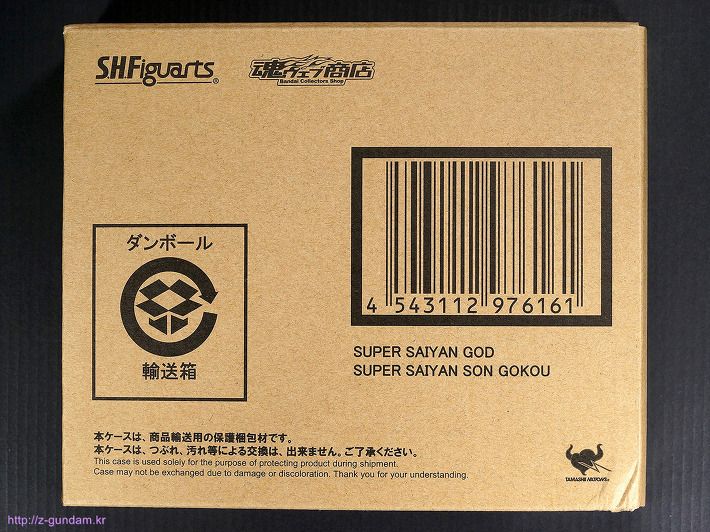 S.H.Figuarts®
魂ウェブ商店
Bandai Collectors Shop
ダンボール
輸送箱
4 543112 976161
SUPER SAIYAN GOD
SUPER SAIYAN SON GOKOU
本ケースは、商品輸送用の保護梱包材です。
本ケースは、つぶれ、汚れ等による交換は、出来ません。ご了承ください。
This case is used solely for the purpose of protecting product during shipment.
Case may not be exchanged due to damage or discoloration. Thank you for your understanding.
TAMASHII NATIONS®
http://z-gundam.kr